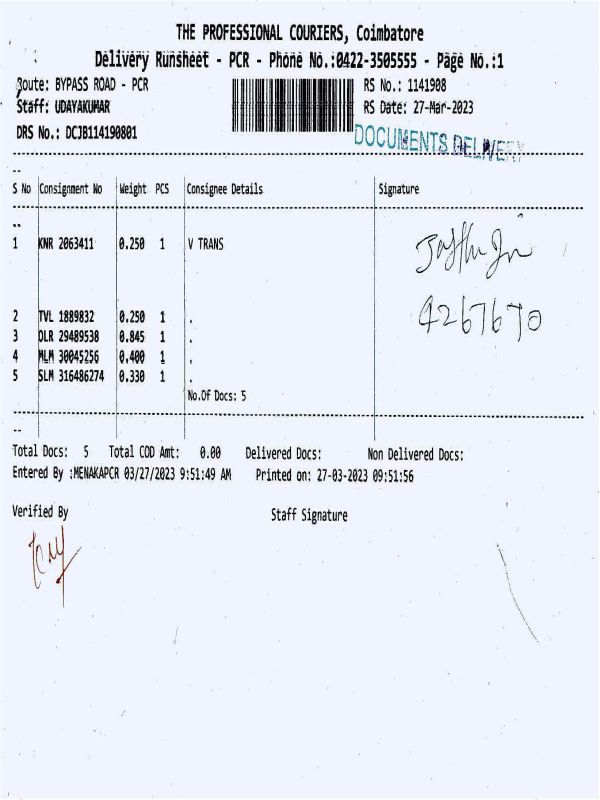 THE PROFESSIONAL COURIERS, Coimbatore
Delivery Runsheet - PCR - Phone No.:0422-3505555 - Page No.:1
Route: BYPASS ROAD - PCR RS No.: 1141908
Staff: UDAYAKUMAR RS Date: 27-Mar-2023
DRS No.: DCJB114190801 DOCUMENTS DELIVERY
S No Consignment No Weight PCS Consignee Details Signature
1 KNR 2063411 0.250 1 V TRANS
2 TVL 1889832 0.250 1 . 4267670
3 DLR 29489538 0.845 1 .
4 MLM 30045256 0.400 1 .
5 SLM 316486274 0.330 1 .
No.Of Docs: 5
Total Docs: 5 Total COD Amt: 0.00 Delivered Docs: Non Delivered Docs:
Entered By :MENAKAPCR 03/27/2023 9:51:49 AM Printed on: 27-03-2023 09:51:56
Verified By Staff Signature